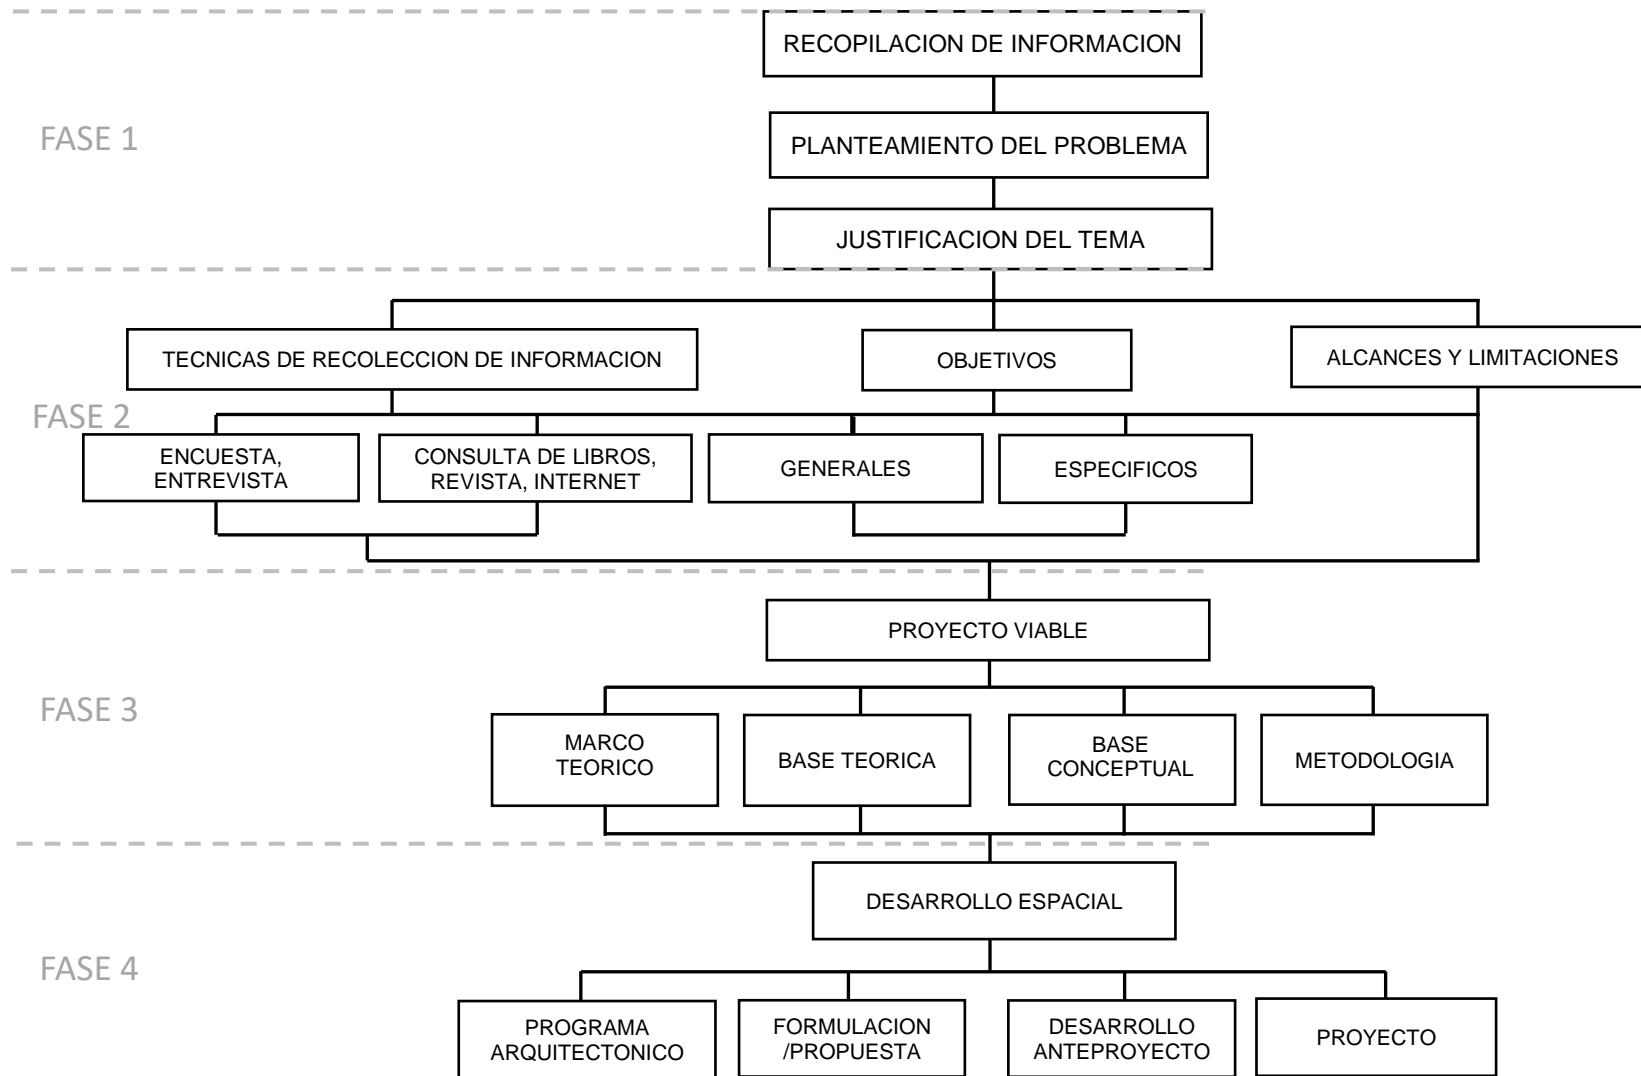 RECOPILACION DE INFORMACION
FASE 1
PLANTEAMIENTO DEL PROBLEMA
JUSTIFICACION DEL TEMA
TECNICAS DE RECOLECCION DE INFORMACION
OBJETIVOS
ALCANCES Y LIMITACIONES
FASE 2
ENCUESTA,
ENTREVISTA
CONSULTA DE LIBROS,
REVISTA, INTERNET
GENERALES
ESPECIFICOS
PROYECTO VIABLE
FASE 3
MARCO
TEORICO
BASE TEORICA
BASE
CONCEPTUAL
METODOLOGIA
DESARROLLO ESPACIAL
FASE 4
PROGRAMA
ARQUITECTONICO
FORMULACION
/PROPUESTA
DESARROLLO
ANTEPROYECTO
PROYECTO